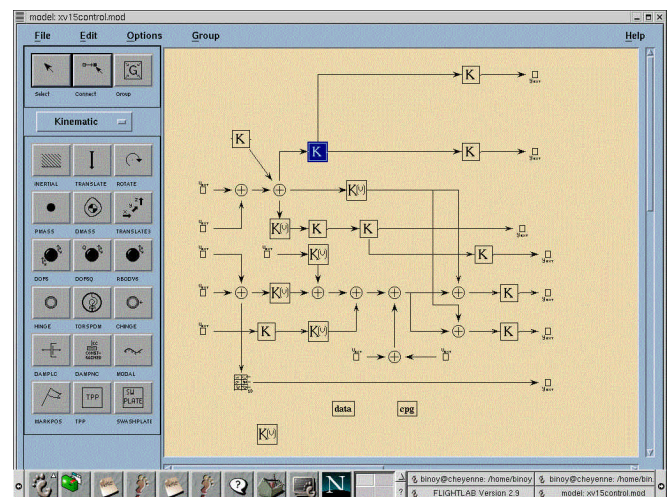 model: xv15control.mod
File Edit Options Group Help
Select Connect Group
Kinematic
INERTIAL TRANSLATE ROTATE
PMASS DMASS TRANSLATE3
DOF6 DOF6Q RBODV6
HINGE TORSPDM CHINGE
DAMPLC DAMPNC MODAL
TPP SW PLATE
MARKPOS TPP SWASHPLATE
K
K
K
K
K
K(U)
K(U) K K
K(U) K
K(U) K
K K(U) K
data cpg
K(U)
binoy@cheyenne: /home/binoy binoy@cheyenne: /home/bin
FLIGHTLAB Version 2.9 model: xv15control.mod